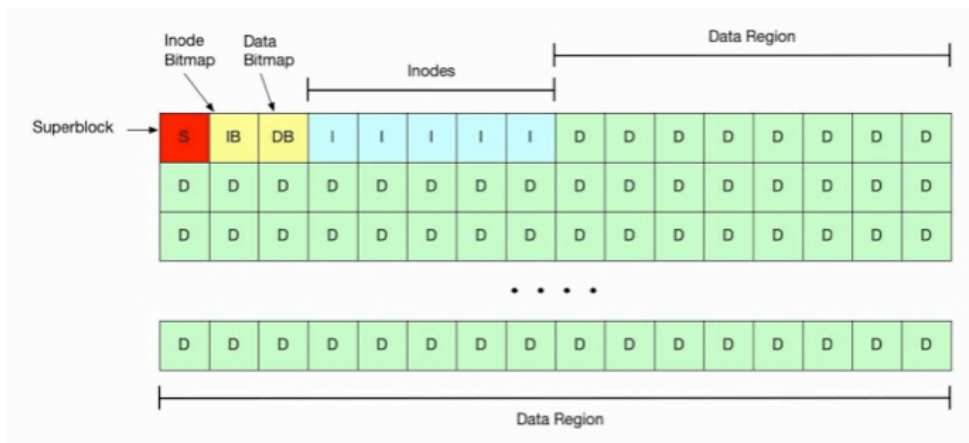 Inode
Bitmap
Data
Bitmap
Inodes
Data Region
Superblock
S IB DB I I I I I D D D D D D D D
D D D D D D D D D D D D D D D D
D D D D D D D D D D D D D D D D
. . . .
D D D D D D D D D D D D D D D D
Data Region